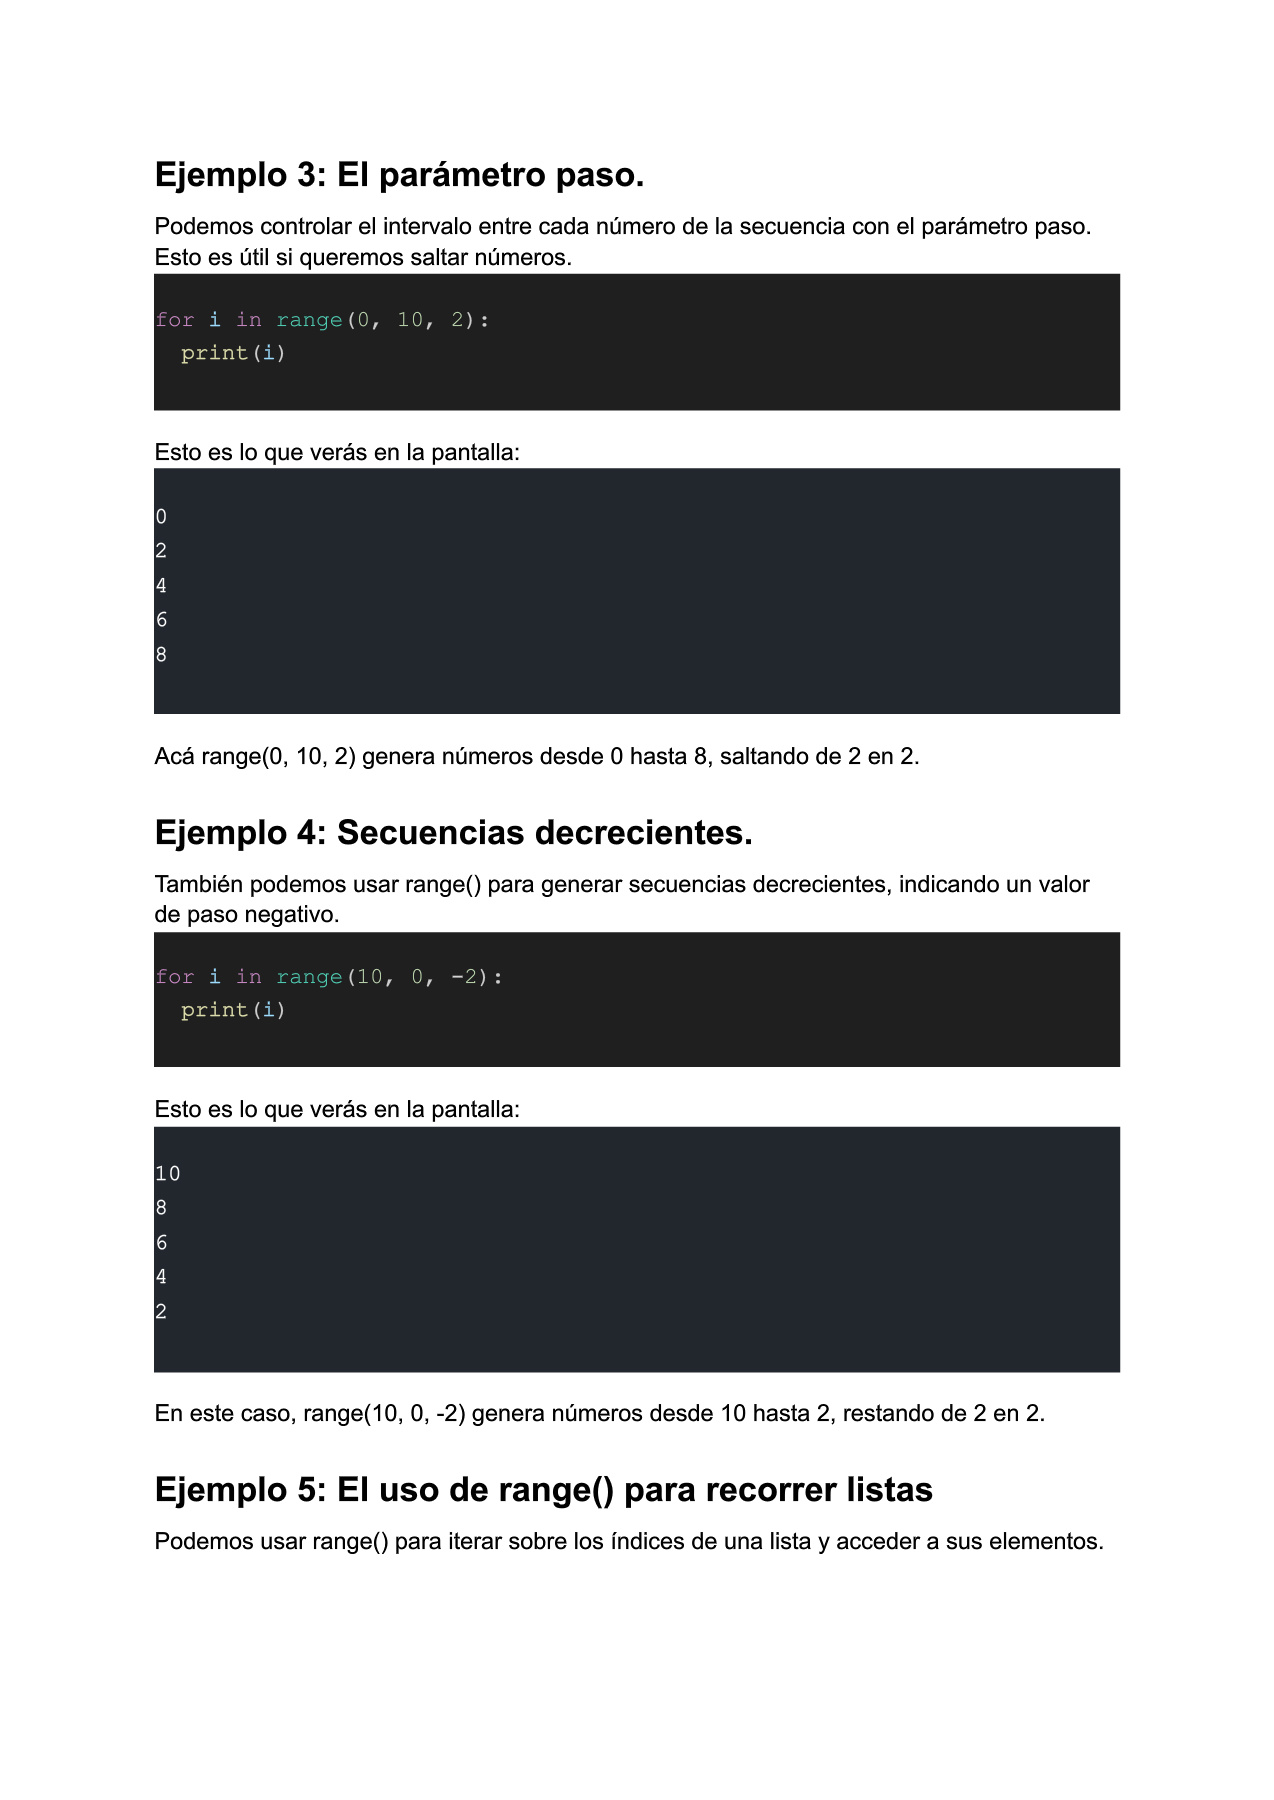 Ejemplo 3: El parámetro paso.
Podemos controlar el intervalo entre cada número de la secuencia con el parámetro paso.
Esto es útil si queremos saltar números.
for i in range(0, 10, 2):
  print(i)
Esto es lo que verás en la pantalla:
0
2
4
6
8
Acá range(0, 10, 2) genera números desde 0 hasta 8, saltando de 2 en 2.
Ejemplo 4: Secuencias decrecientes.
También podemos usar range() para generar secuencias decrecientes, indicando un valor
de paso negativo.
for i in range(10, 0, -2):
  print(i)
Esto es lo que verás en la pantalla:
10
8
6
4
2
En este caso, range(10, 0, -2) genera números desde 10 hasta 2, restando de 2 en 2.
Ejemplo 5: El uso de range() para recorrer listas
Podemos usar range() para iterar sobre los índices de una lista y acceder a sus elementos.